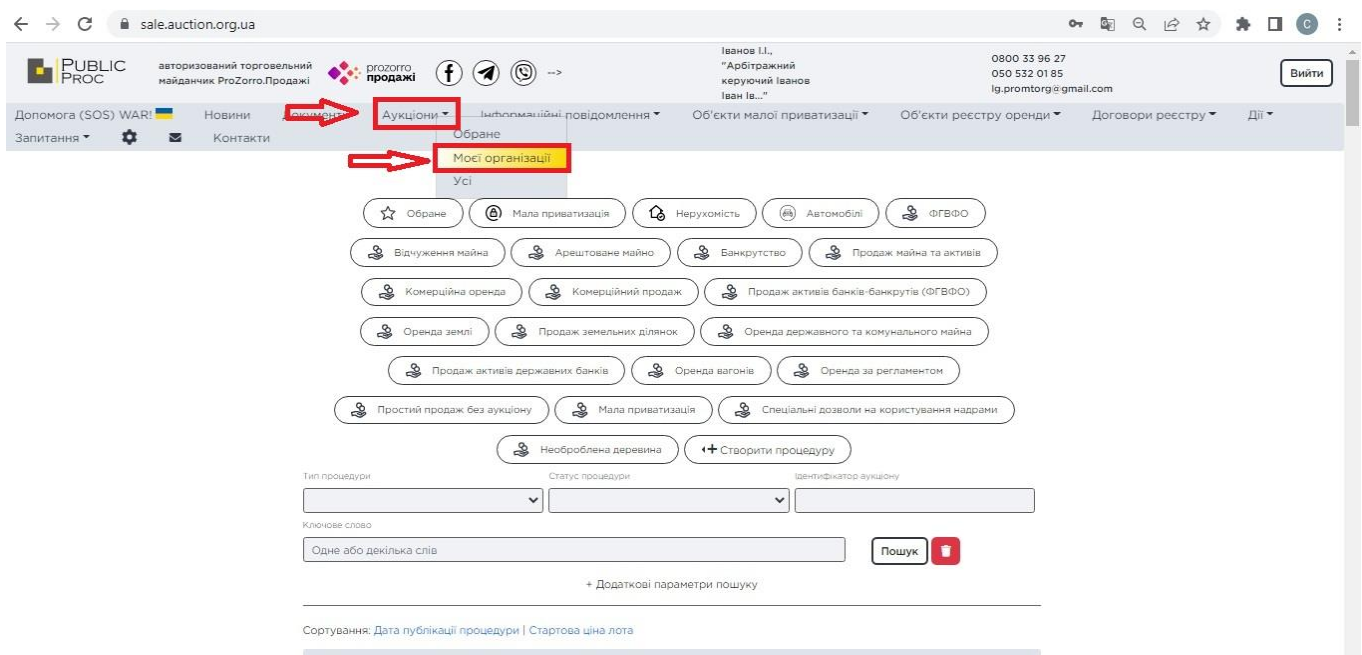 sale.auction.org.ua
C
PUBLIC PROC
авторизований торговельний
майданчик ProZorro.Продажі
prozorro
продажі
-->
Іванов І.І.,
"Арбітражний
керуючий Іванов
Іван Ів..."
0800 33 96 27
050 532 01 85
lg.promtorg@gmail.com
Вийти
Допомога (SOS) WAR! Новини Документи Аукціони Інформаційні повідомлення Об'єкти малої приватизації Об'єкти реєстру оренди Договори реєстру Дії
Запитання Контакти
Обране
Моєї організації
Усі
Обране Мала приватизація Нерухомість Автомобілі ФГВФО
Відчуження майна Арештоване майно Банкрутство Продаж майна та активів
Комерційна оренда Комерційний продаж Продаж активів банків-банкрутів (ФГВФО)
Оренда землі Продаж земельних ділянок Оренда державного та комунального майна
Продаж активів державних банків Оренда вагонів Оренда за регламентом
Простий продаж без аукціону Мала приватизація Спеціальні дозволи на користування надрами
Необроблена деревина Створити процедуру
Тип процедури Статус процедури Ідентифікатор аукціону
Ключове слово
Одне або декілька слів Пошук
+ Додаткові параметри пошуку
Сортування: Дата публікації процедури | Стартова ціна лота